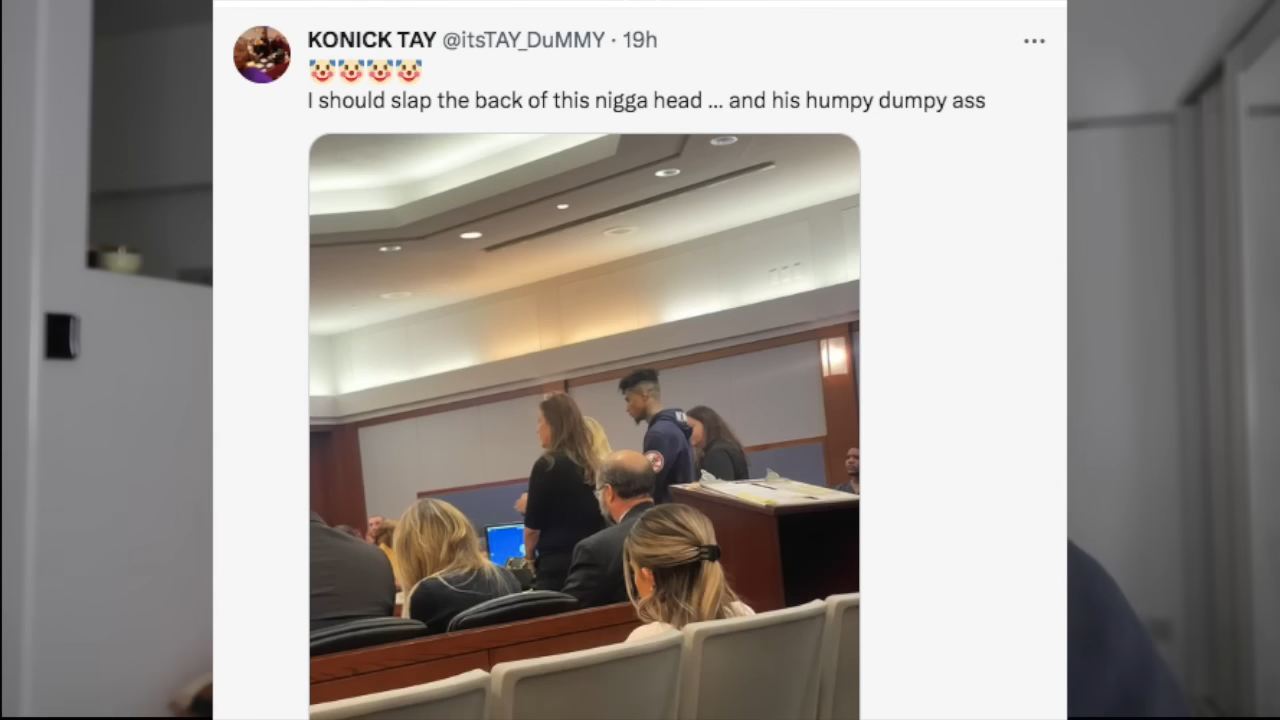 KONICK TAY @itsTAY_DuMMY · 19h
🤡🤡🤡🤡
I should slap the back of this nigga head ... and his humpy dumpy ass